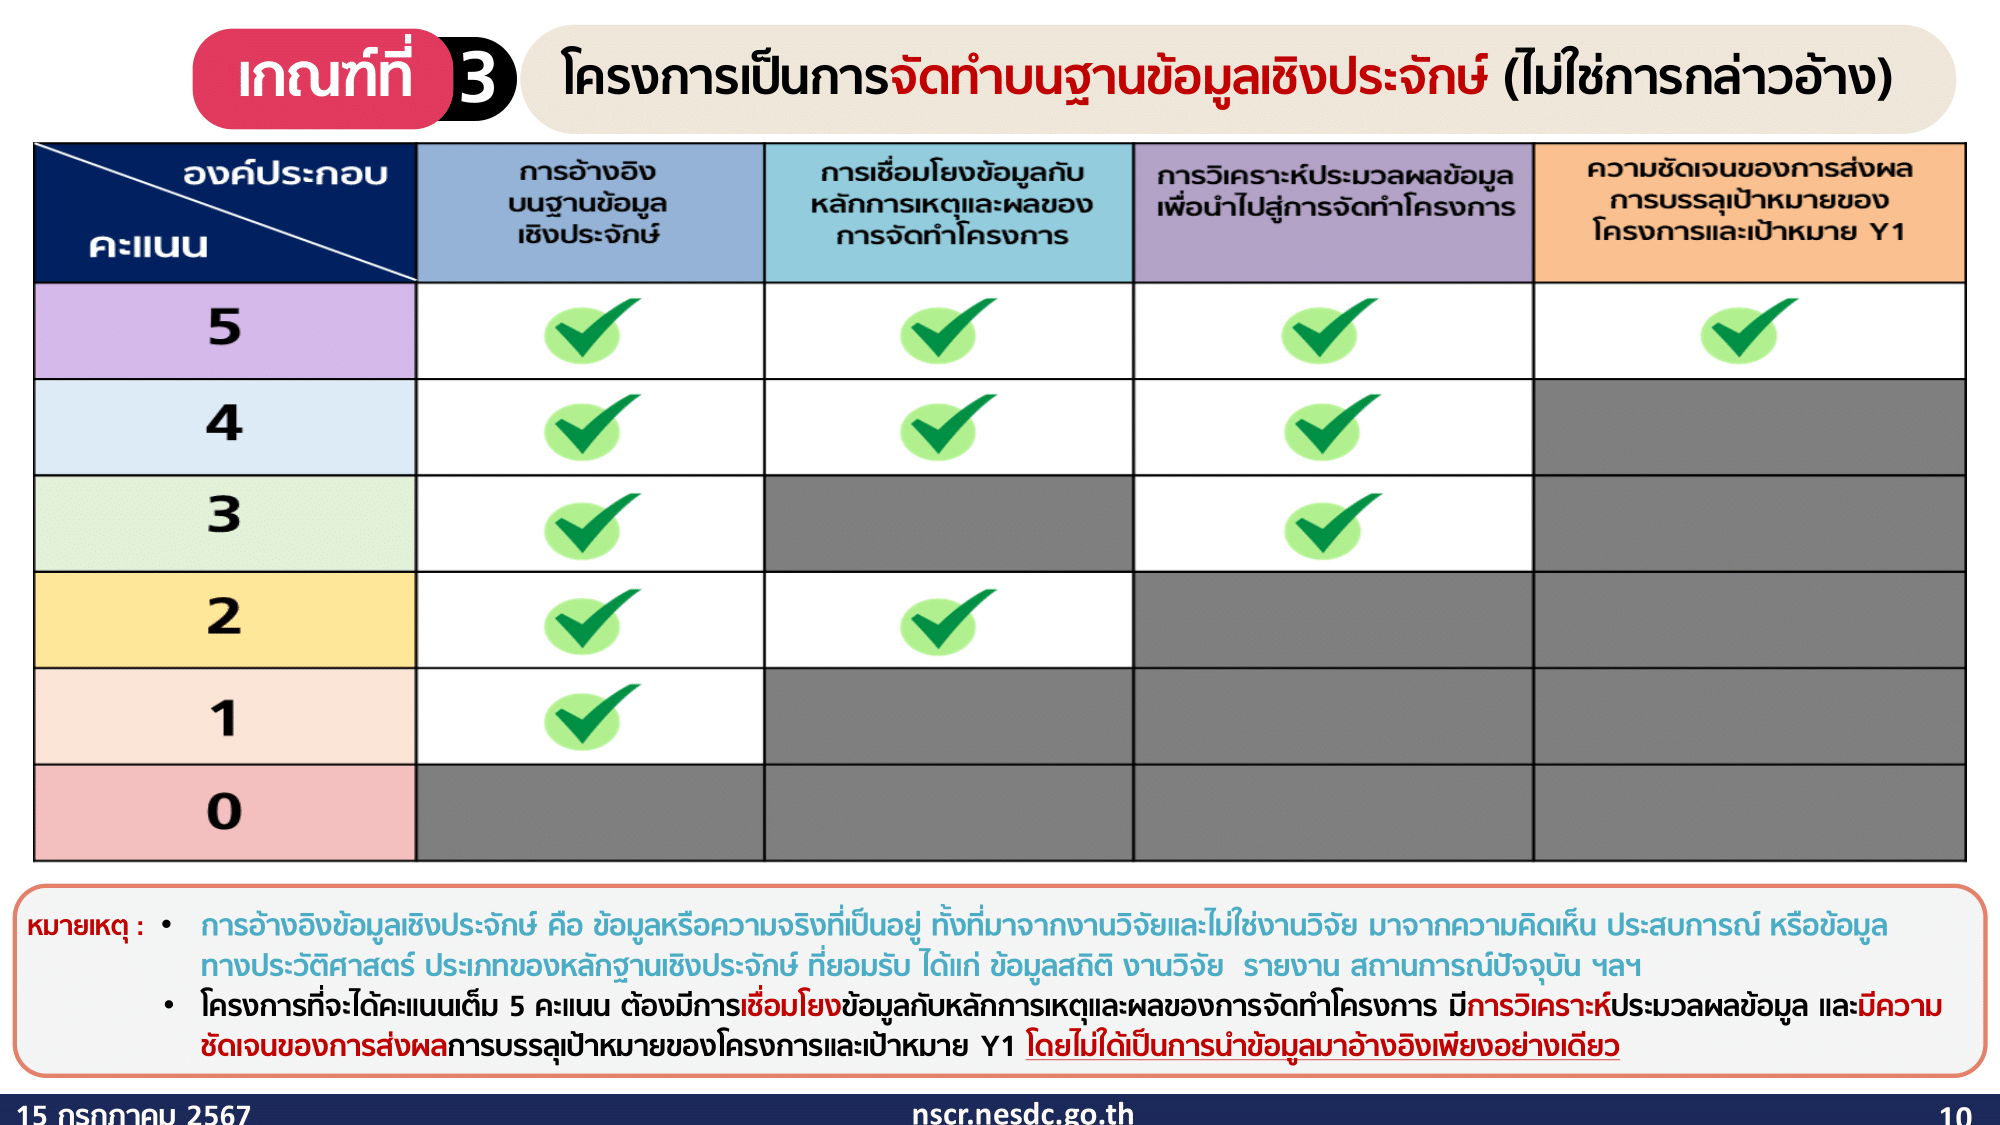 เกณฑ์ที่ 3 โครงการเป็นการจัดทำบนฐานข้อมูลเชิงประจักษ์ (ไม่ใช่การกล่าวอ้าง)
องค์ประกอบ
คะแนน
การอ้างอิง
บนฐานข้อมูล
เชิงประจักษ์
การเชื่อมโยงข้อมูลกับ
หลักการเหตุและผลของ
การจัดทำโครงการ
การวิเคราะห์ประมวลผลข้อมูล
เพื่อนำไปสู่การจัดทำโครงการ
ความชัดเจนของการส่งผล
การบรรลุเป้าหมายของ
โครงการและเป้าหมาย Y1
5
4
3
2
1
0
หมายเหตุ : • การอ้างอิงข้อมูลเชิงประจักษ์ คือ ข้อมูลหรือความจริงที่เป็นอยู่ ทั้งที่มาจากงานวิจัยและไม่ใช่งานวิจัย มาจากความคิดเห็น ประสบการณ์ หรือข้อมูล
ทางประวัติศาสตร์ ประเภทของหลักฐานเชิงประจักษ์ ที่ยอมรับ ได้แก่ ข้อมูลสถิติ งานวิจัย รายงาน สถานการณ์ปัจจุบัน ฯลฯ
• โครงการที่จะได้คะแนนเต็ม 5 คะแนน ต้องมีการเชื่อมโยงข้อมูลกับหลักการเหตุและผลของการจัดทำโครงการ มีการวิเคราะห์ประมวลผลข้อมูล และมีความ
ชัดเจนของการส่งผลการบรรลุเป้าหมายของโครงการและเป้าหมาย Y1 โดยไม่ได้เป็นการนำข้อมูลมาอ้างอิงเพียงอย่างเดียว
15 กรกฎาคม 2567 nscr.nesdc.go.th 10